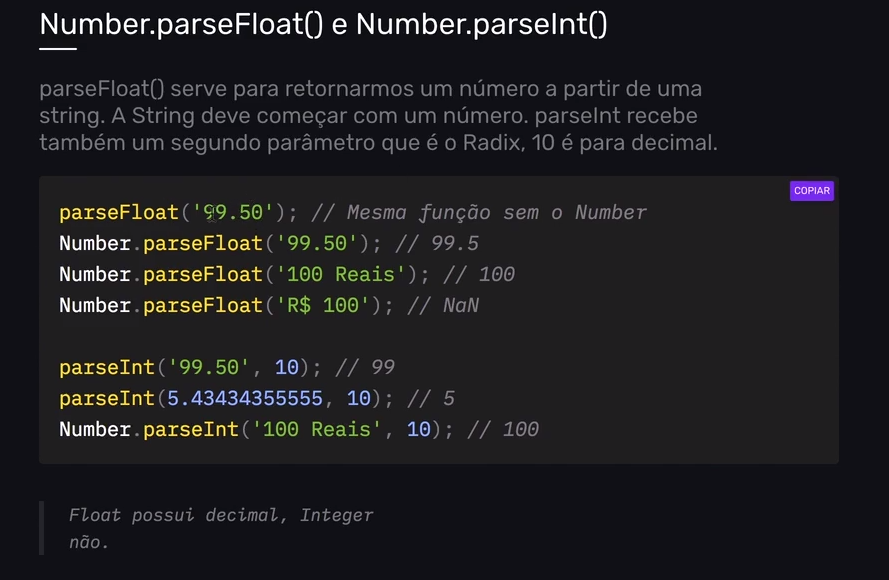 Number.parseFloat() e Number.parseInt()
parseFloat() serve para retornarmos um número a partir de uma
string. A String deve começar com um número. parseInt recebe
também um segundo parâmetro que é o Radix, 10 é para decimal.
COPIAR
parseFloat('99.50'); // Mesma função sem o Number
Number.parseFloat('99.50'); // 99.5
Number.parseFloat('100 Reais'); // 100
Number.parseFloat('R$ 100'); // NaN
parseInt('99.50', 10); // 99
parseInt(5.43434355555, 10); // 5
Number.parseInt('100 Reais', 10); // 100
Float possui decimal, Integer
não.